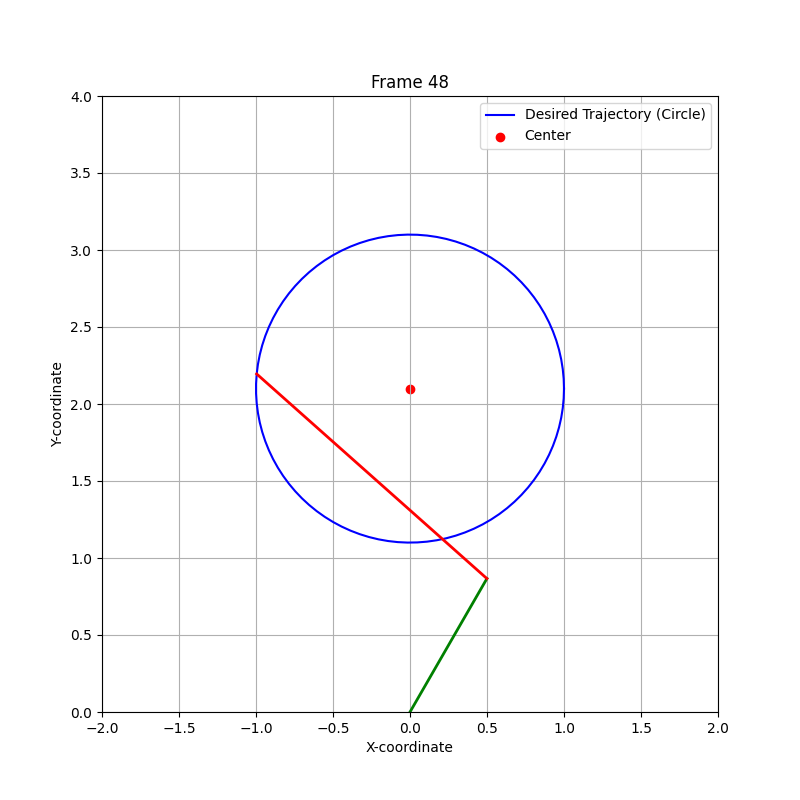 Frame 48
Desired Trajectory (Circle)
Center
4.0
3.5
3.0
2.5
2.0
1.5
1.0
0.5
0.0
Y-coordinate
−2.0 −1.5 −1.0 −0.5 0.0 0.5 1.0 1.5 2.0
X-coordinate